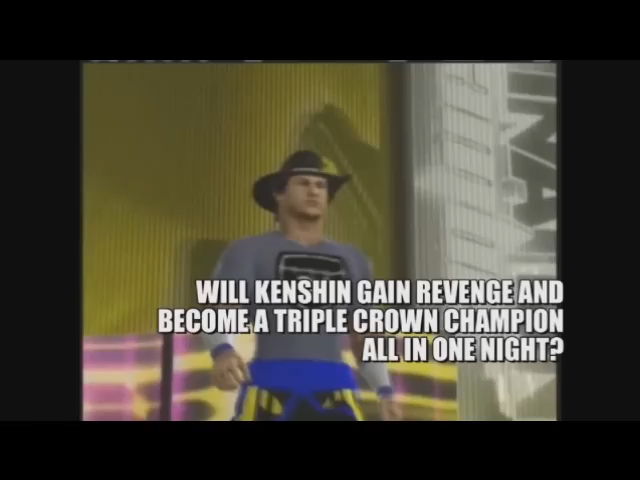 WILL KENSHIN GAIN REVENGE AND
BECOME A TRIPLE CROWN CHAMPION
ALL IN ONE NIGHT?